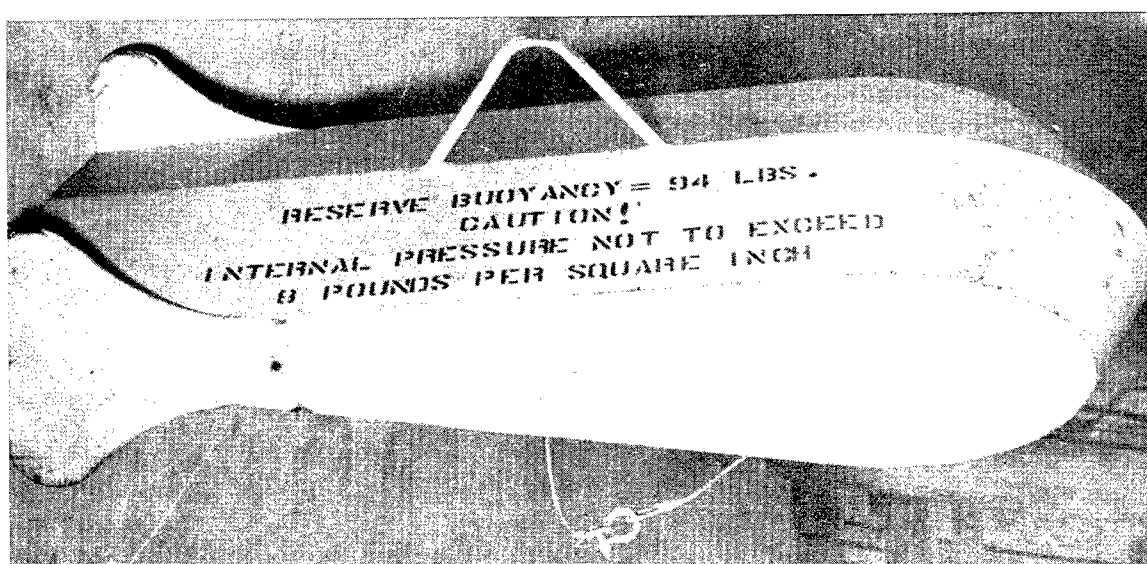 RESERVE BUOYANCY = 94 LBS.
CAUTION!
INTERNAL PRESSURE NOT TO EXCEED
8 POUNDS PER SQUARE INCH